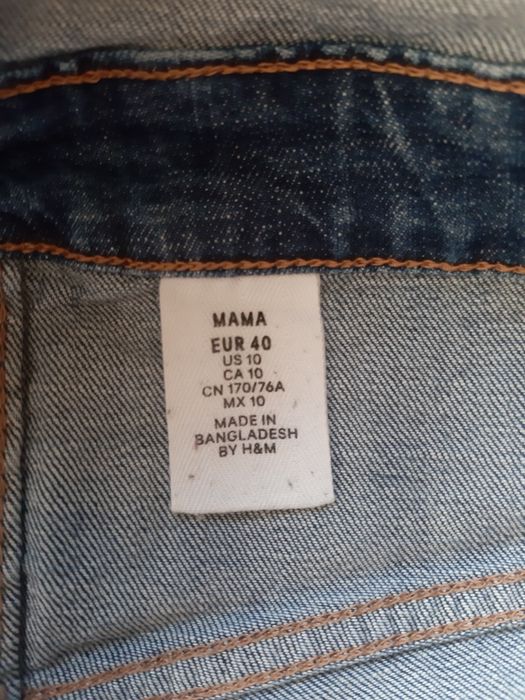 MAMA
EUR 40
US 10
CA 10
CN 170/76A
MX 10
MADE IN
BANGLADESH
BY H&M